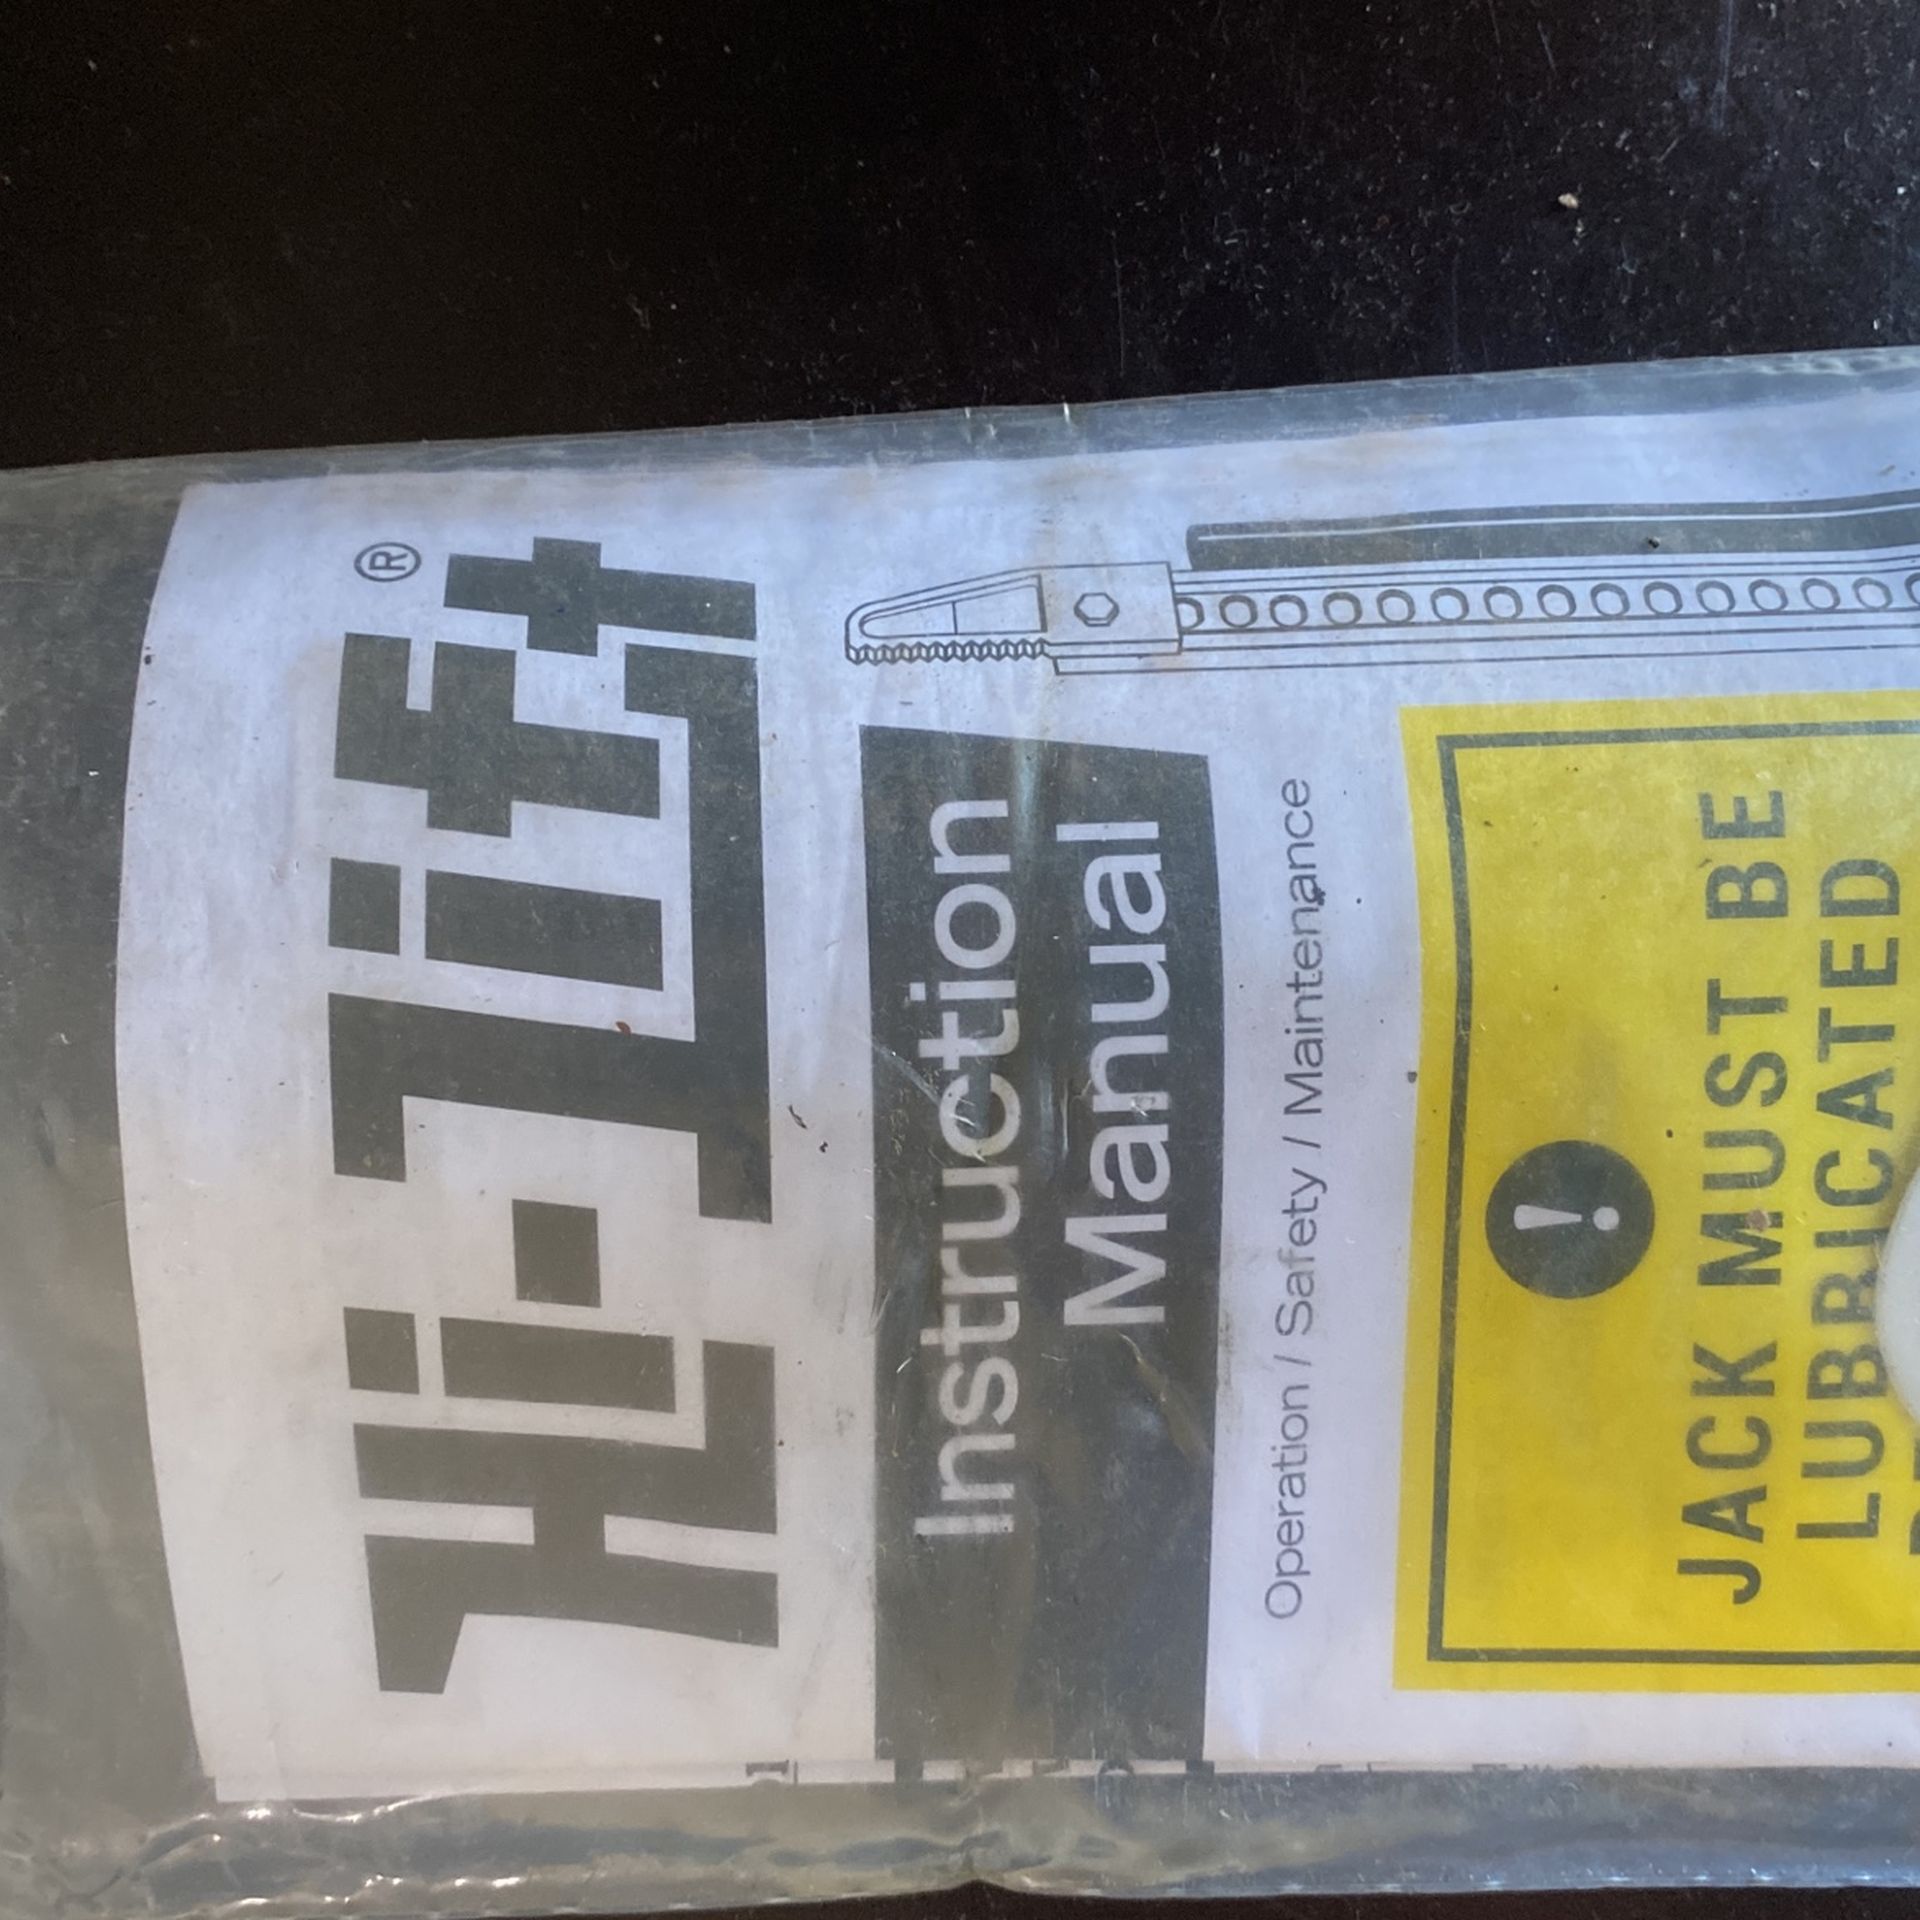 Hi-Lift®
Instruction
Manual
Operation / Safety / Maintenance
!
JACK MUST BE
LUBRICATED